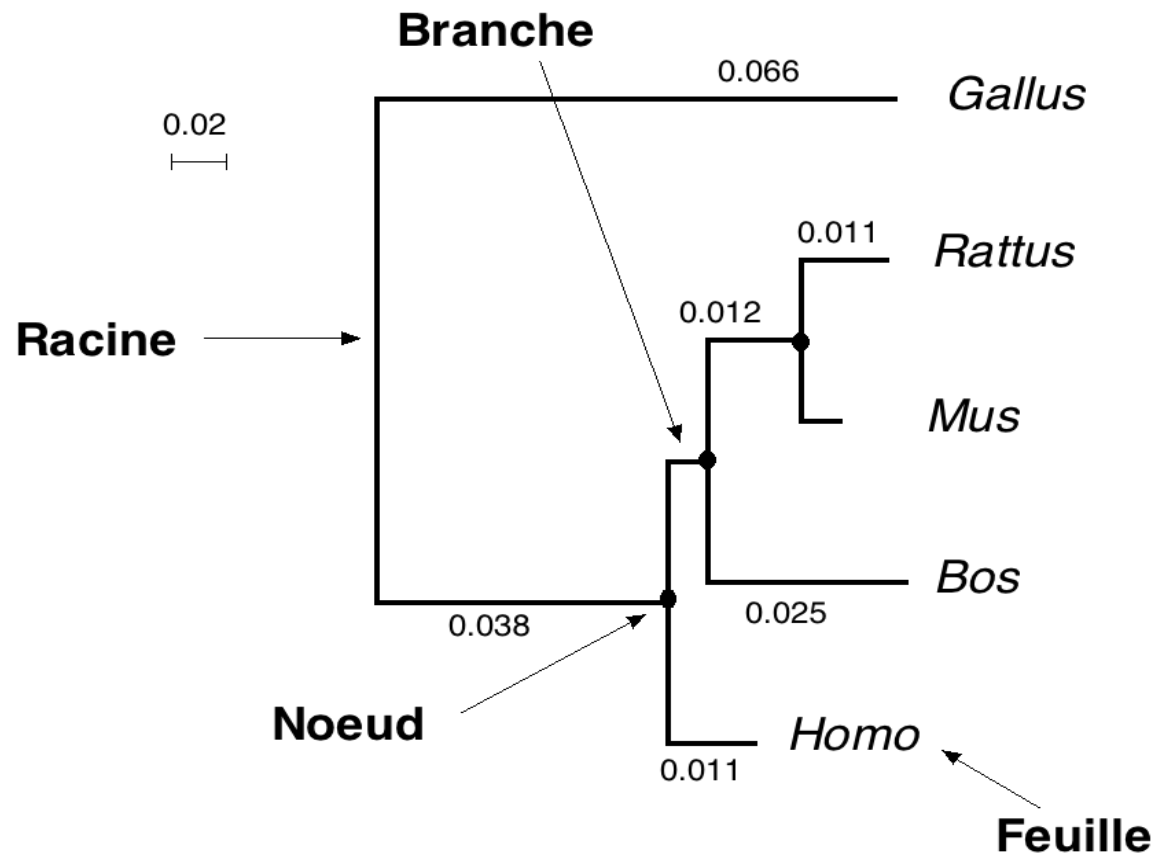 Branche
0.066
Gallus
0.02
0.011
Rattus
0.012
Racine
Mus
Bos
0.025
0.038
Noeud
Homo
0.011
Feuille